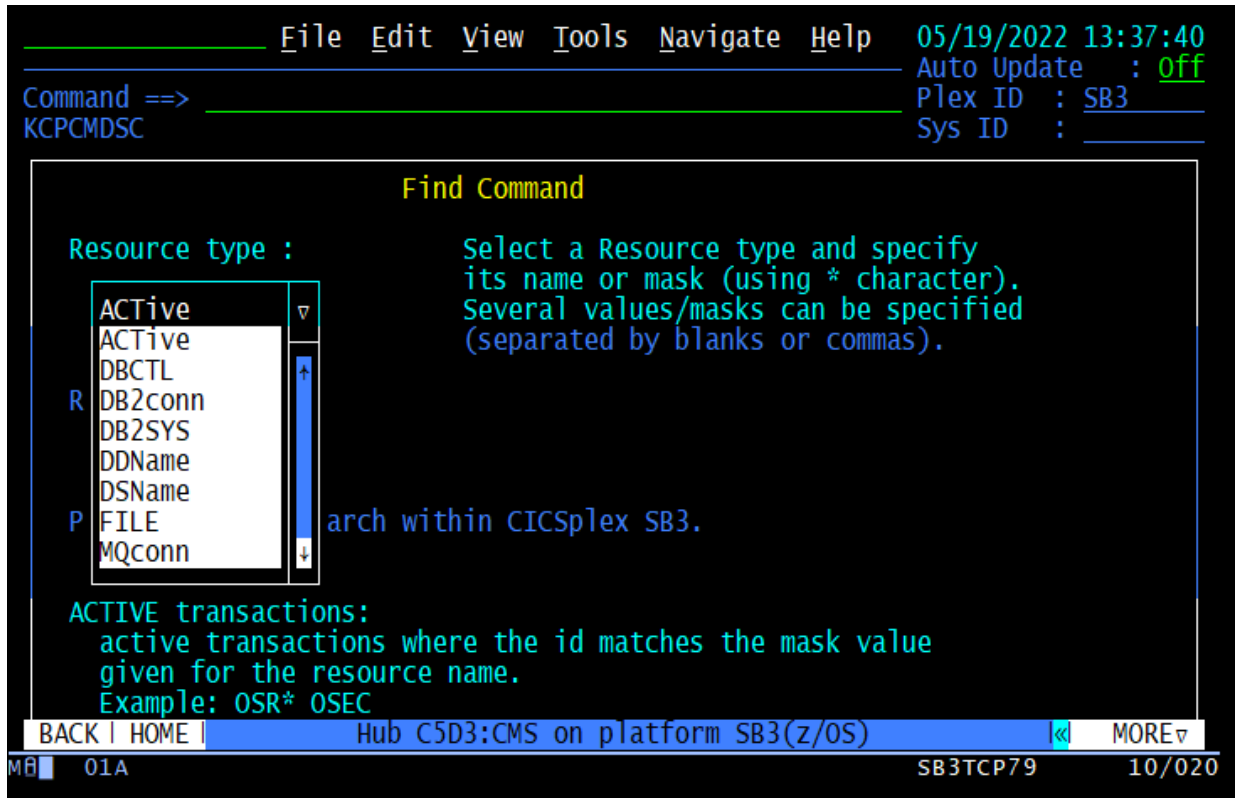 File Edit View Tools Navigate Help 05/19/2022 13:37:40
Auto Update : Off
Command ==> Plex ID : SB3
KCPCMDSC Sys ID :
Find Command
Resource type : Select a Resource type and specify
its name or mask (using * character).
ACTive ▿ Several values/masks can be specified
ACTive (separated by blanks or commas).
DBCTL ↑
R DB2conn
DB2SYS
DDName
DSName
P FILE arch within CICSplex SB3.
MQconn ↓
ACTIVE transactions:
active transactions where the id matches the mask value
given for the resource name.
Example: OSR* OSEC
BACK | HOME | Hub C5D3:CMS on platform SB3(z/OS) |«| MORE▿
01A SB3TCP79 10/020